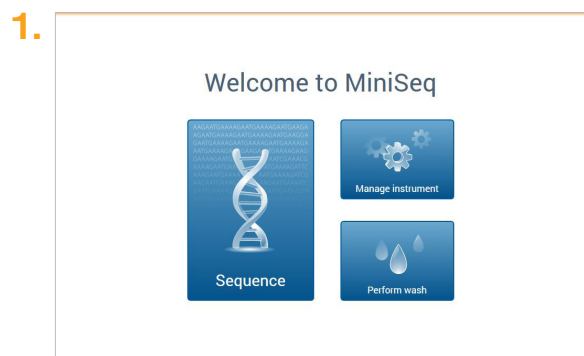 1.
Welcome to MiniSeq
Manage instrument
Sequence
Perform wash